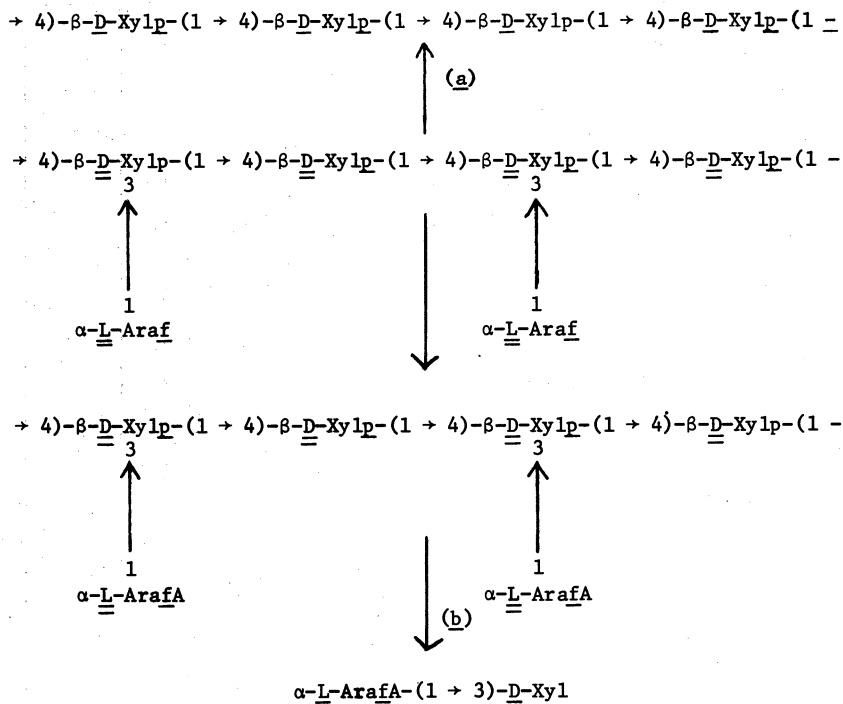 → 4)-β-D-Xylp-(1 → 4)-β-D-Xylp-(1 → 4)-β-D-Xylp-(1 → 4)-β-D-Xylp-(1 -
(a)
→ 4)-β-D-Xylp-(1 → 4)-β-D-Xylp-(1 → 4)-β-D-Xylp-(1 → 4)-β-D-Xylp-(1 -
3 3
1 1
α-L-Araf α-L-Araf
→ 4)-β-D-Xylp-(1 → 4)-β-D-Xylp-(1 → 4)-β-D-Xylp-(1 → 4)-β-D-Xylp-(1 -
3 3
1 1
α-L-ArafA α-L-ArafA
(b)
α-L-ArafA-(1 → 3)-D-Xyl